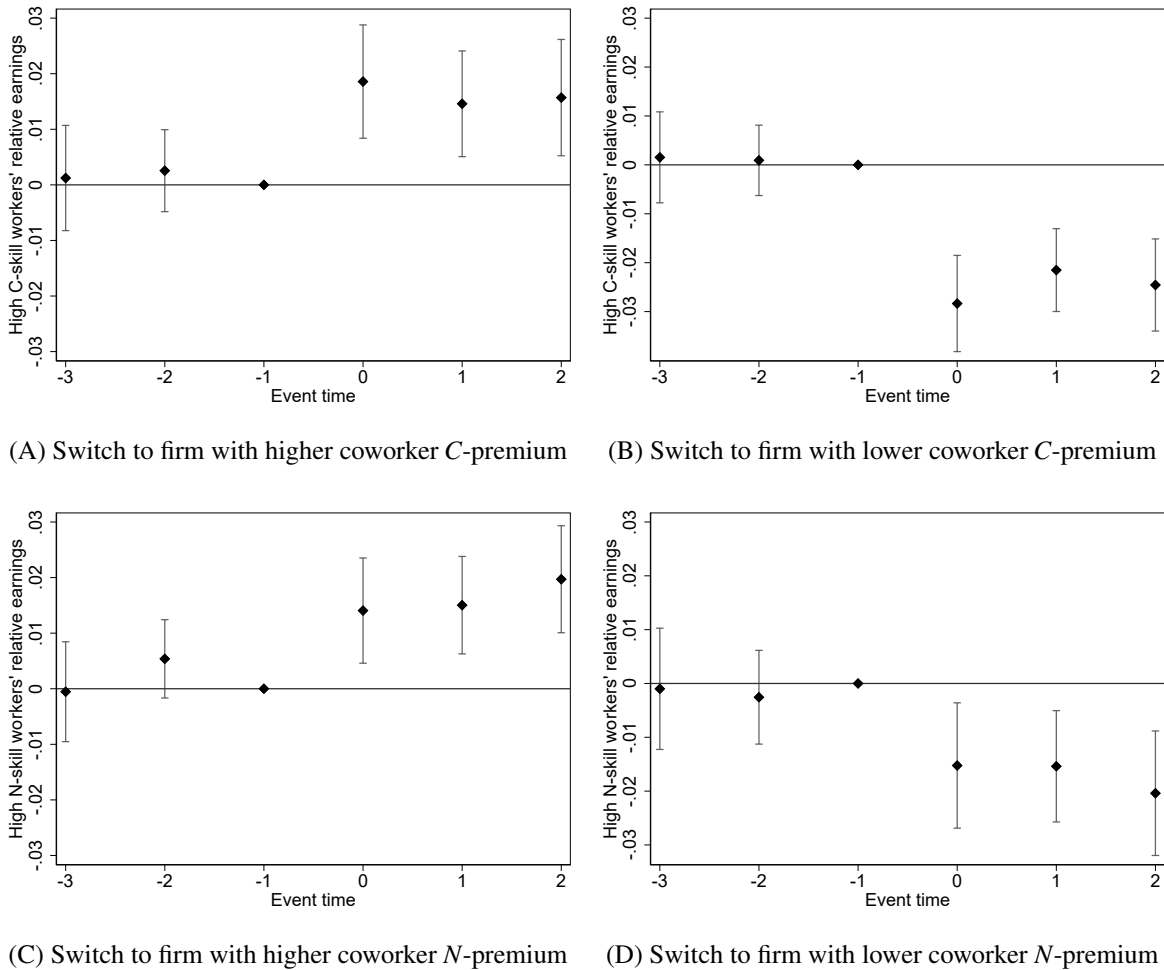 High C-skill workers' relative earnings
.03
.02
.01
0
-.01
-.02
-.03
-3 -2 -1 0 1 2
Event time
(A) Switch to firm with higher coworker C-premium
High C-skill workers' relative earnings
.03
.02
.01
0
-.01
-.02
-.03
-3 -2 -1 0 1 2
Event time
(B) Switch to firm with lower coworker C-premium
High N-skill workers' relative earnings
.03
.02
.01
0
-.01
-.02
-.03
-3 -2 -1 0 1 2
Event time
(C) Switch to firm with higher coworker N-premium
High N-skill workers' relative earnings
.03
.02
.01
0
-.01
-.02
-.03
-3 -2 -1 0 1 2
Event time
(D) Switch to firm with lower coworker N-premium